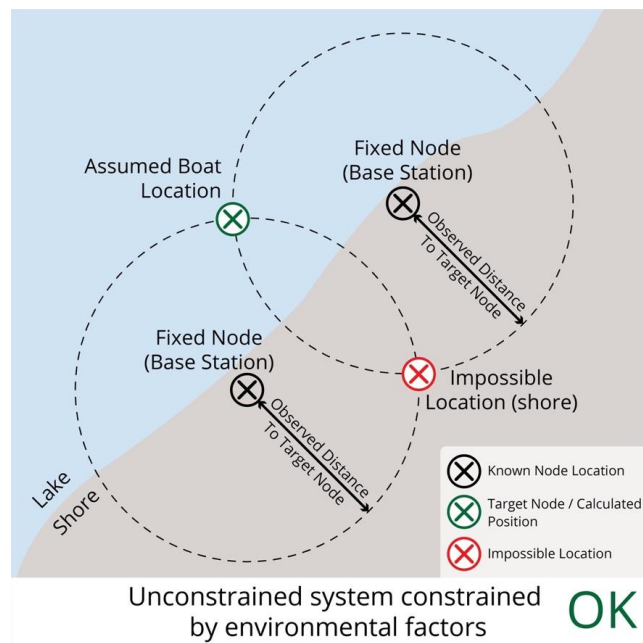 Fixed Node
(Base Station)
Assumed Boat
Location
Observed Distance
To Target Node
Fixed Node
(Base Station)
Impossible
Location (shore)
Observed Distance
To Target Node
Lake
Shore
Known Node Location
Target Node / Calculated
Position
Impossible Location
Unconstrained system constrained
by environmental factors
OK